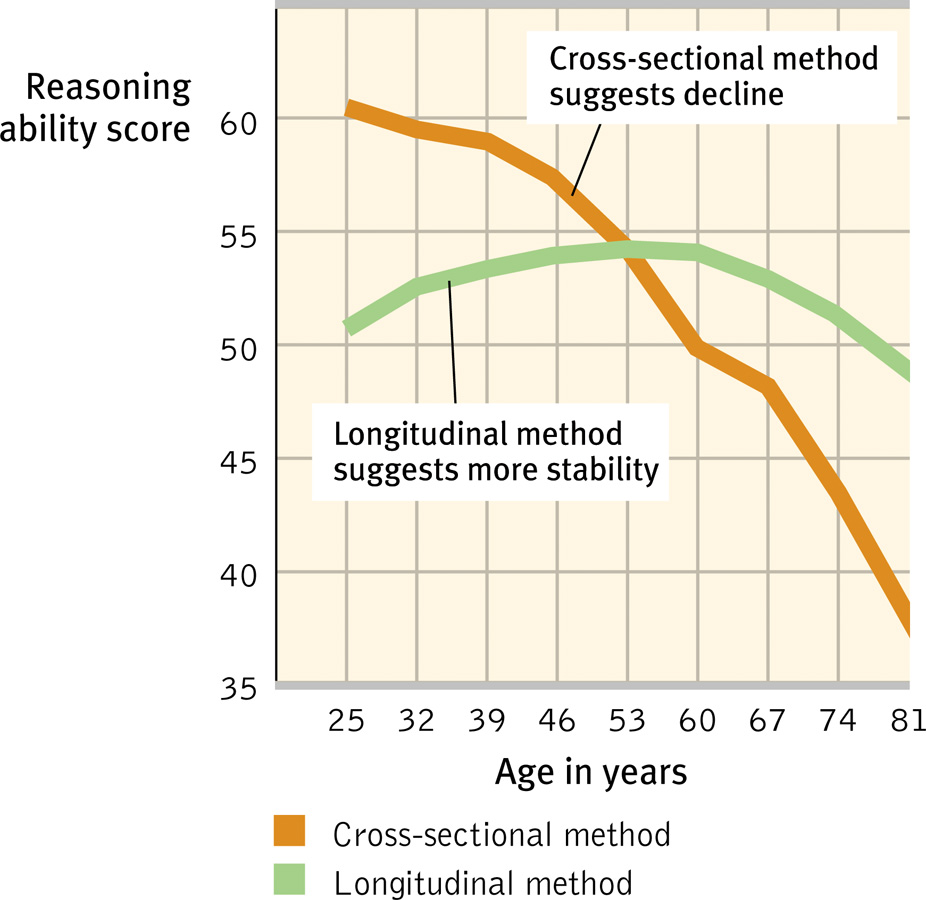 Reasoning
ability score
Cross-sectional method
suggests decline
60
55
50
Longitudinal method
suggests more stability
45
40
35
25 32 39 46 53 60 67 74 81
Age in years
Cross-sectional method
Longitudinal method